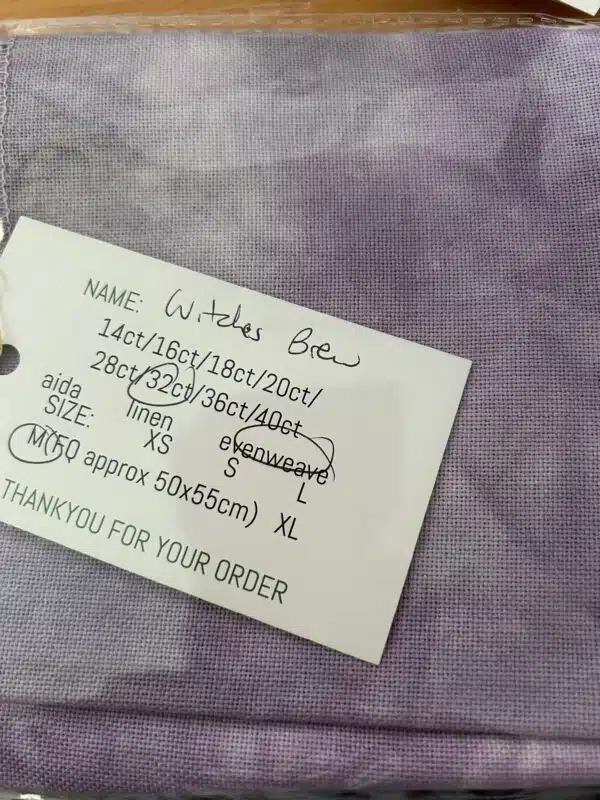 NAME: Witches Brew
14ct/16ct/18ct/20ct/
28ct/32ct/36ct/40ct
aida linen evenweave
SIZE: XS S L
M(FQ approx 50x55cm) XL
THANKYOU FOR YOUR ORDER